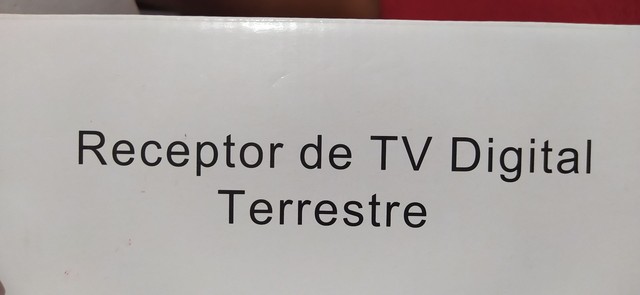 Receptor de TV Digital
Terrestre